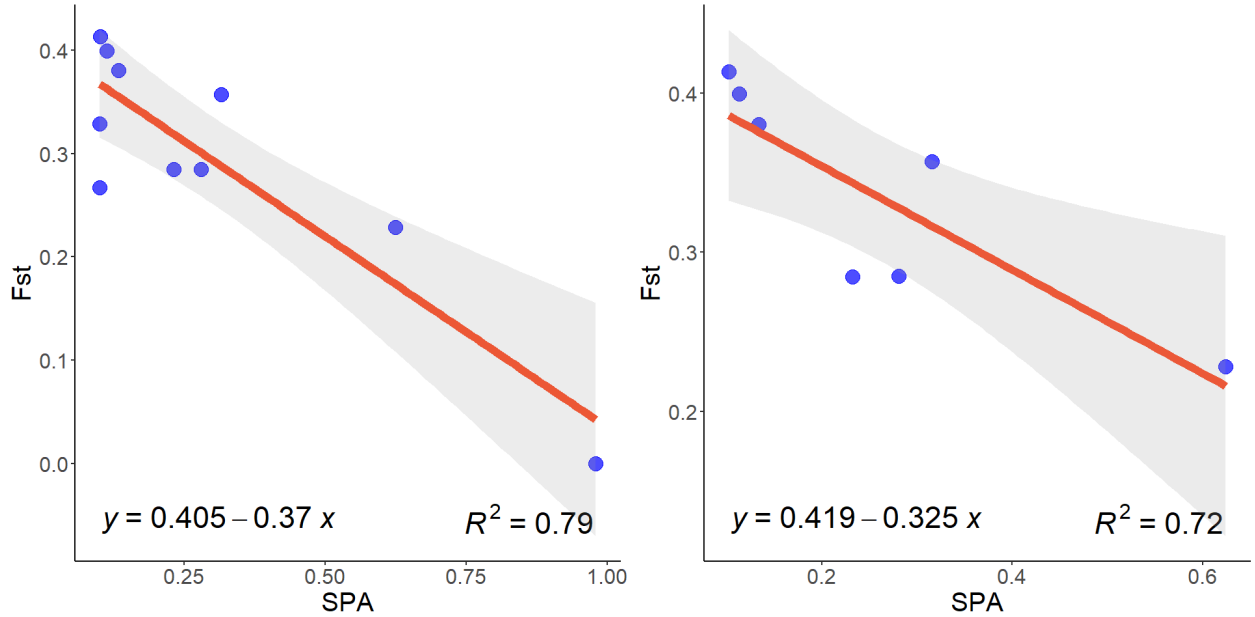 Fst
0.4
0.3
0.2
0.1
0.0
y = 0.405 – 0.37 x
R² = 0.79
0.25
0.50
0.75
1.00
SPA
Fst
0.4
0.3
0.2
y = 0.419 – 0.325 x
R² = 0.72
0.2
0.4
0.6
SPA